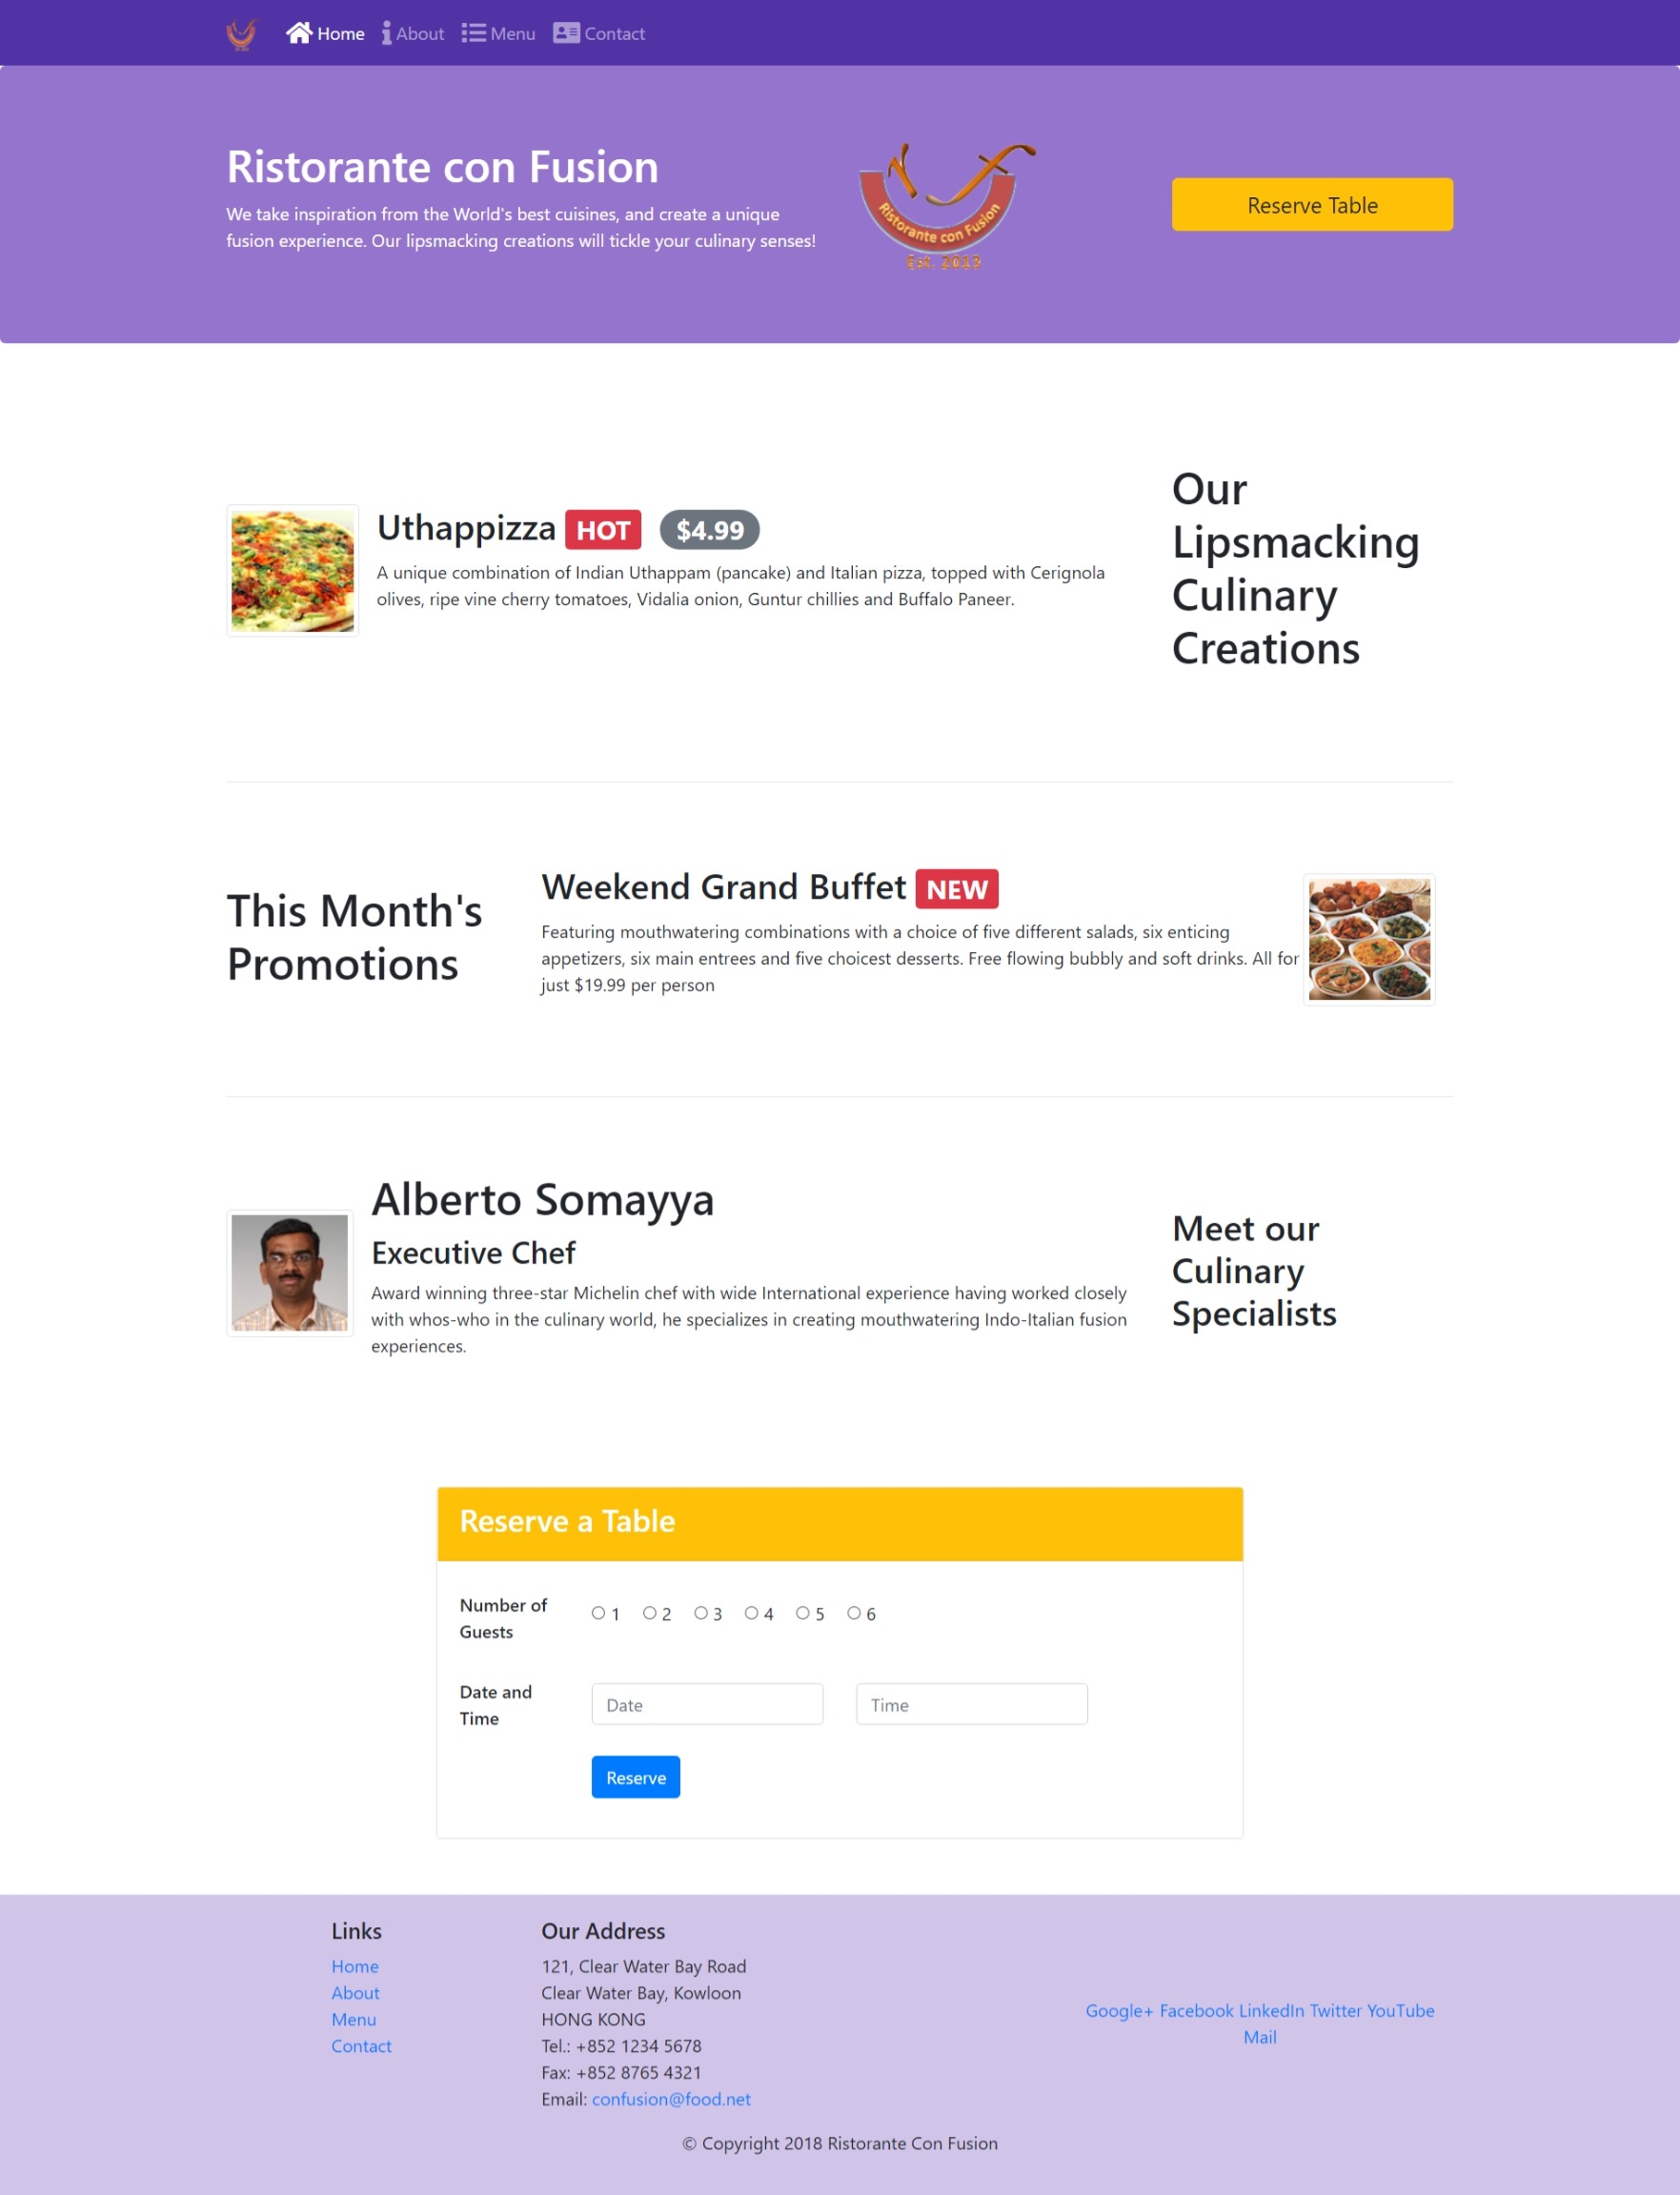 Home About Menu Contact
Ristorante con Fusion
We take inspiration from the World's best cuisines, and create a unique
fusion experience. Our lipsmacking creations will tickle your culinary senses!
Ristorante con Fusion
Est. 2013
Reserve Table
Uthappizza HOT $4.99
A unique combination of Indian Uthappam (pancake) and Italian pizza, topped with Cerignola
olives, ripe vine cherry tomatoes, Vidalia onion, Guntur chillies and Buffalo Paneer.
Our
Lipsmacking
Culinary
Creations
This Month's
Promotions
Weekend Grand Buffet NEW
Featuring mouthwatering combinations with a choice of five different salads, six enticing
appetizers, six main entrees and five choicest desserts. Free flowing bubbly and soft drinks. All for
just $19.99 per person
Alberto Somayya
Executive Chef
Award winning three-star Michelin chef with wide International experience having worked closely
with whos-who in the culinary world, he specializes in creating mouthwatering Indo-Italian fusion
experiences.
Meet our
Culinary
Specialists
Reserve a Table
Number of
Guests
1 2 3 4 5 6
Date and
Time
Date Time
Reserve
Links
Home
About
Menu
Contact
Our Address
121, Clear Water Bay Road
Clear Water Bay, Kowloon
HONG KONG
Tel.: +852 1234 5678
Fax: +852 8765 4321
Email: confusion@food.net
Google+ Facebook LinkedIn Twitter YouTube
Mail
© Copyright 2018 Ristorante Con Fusion